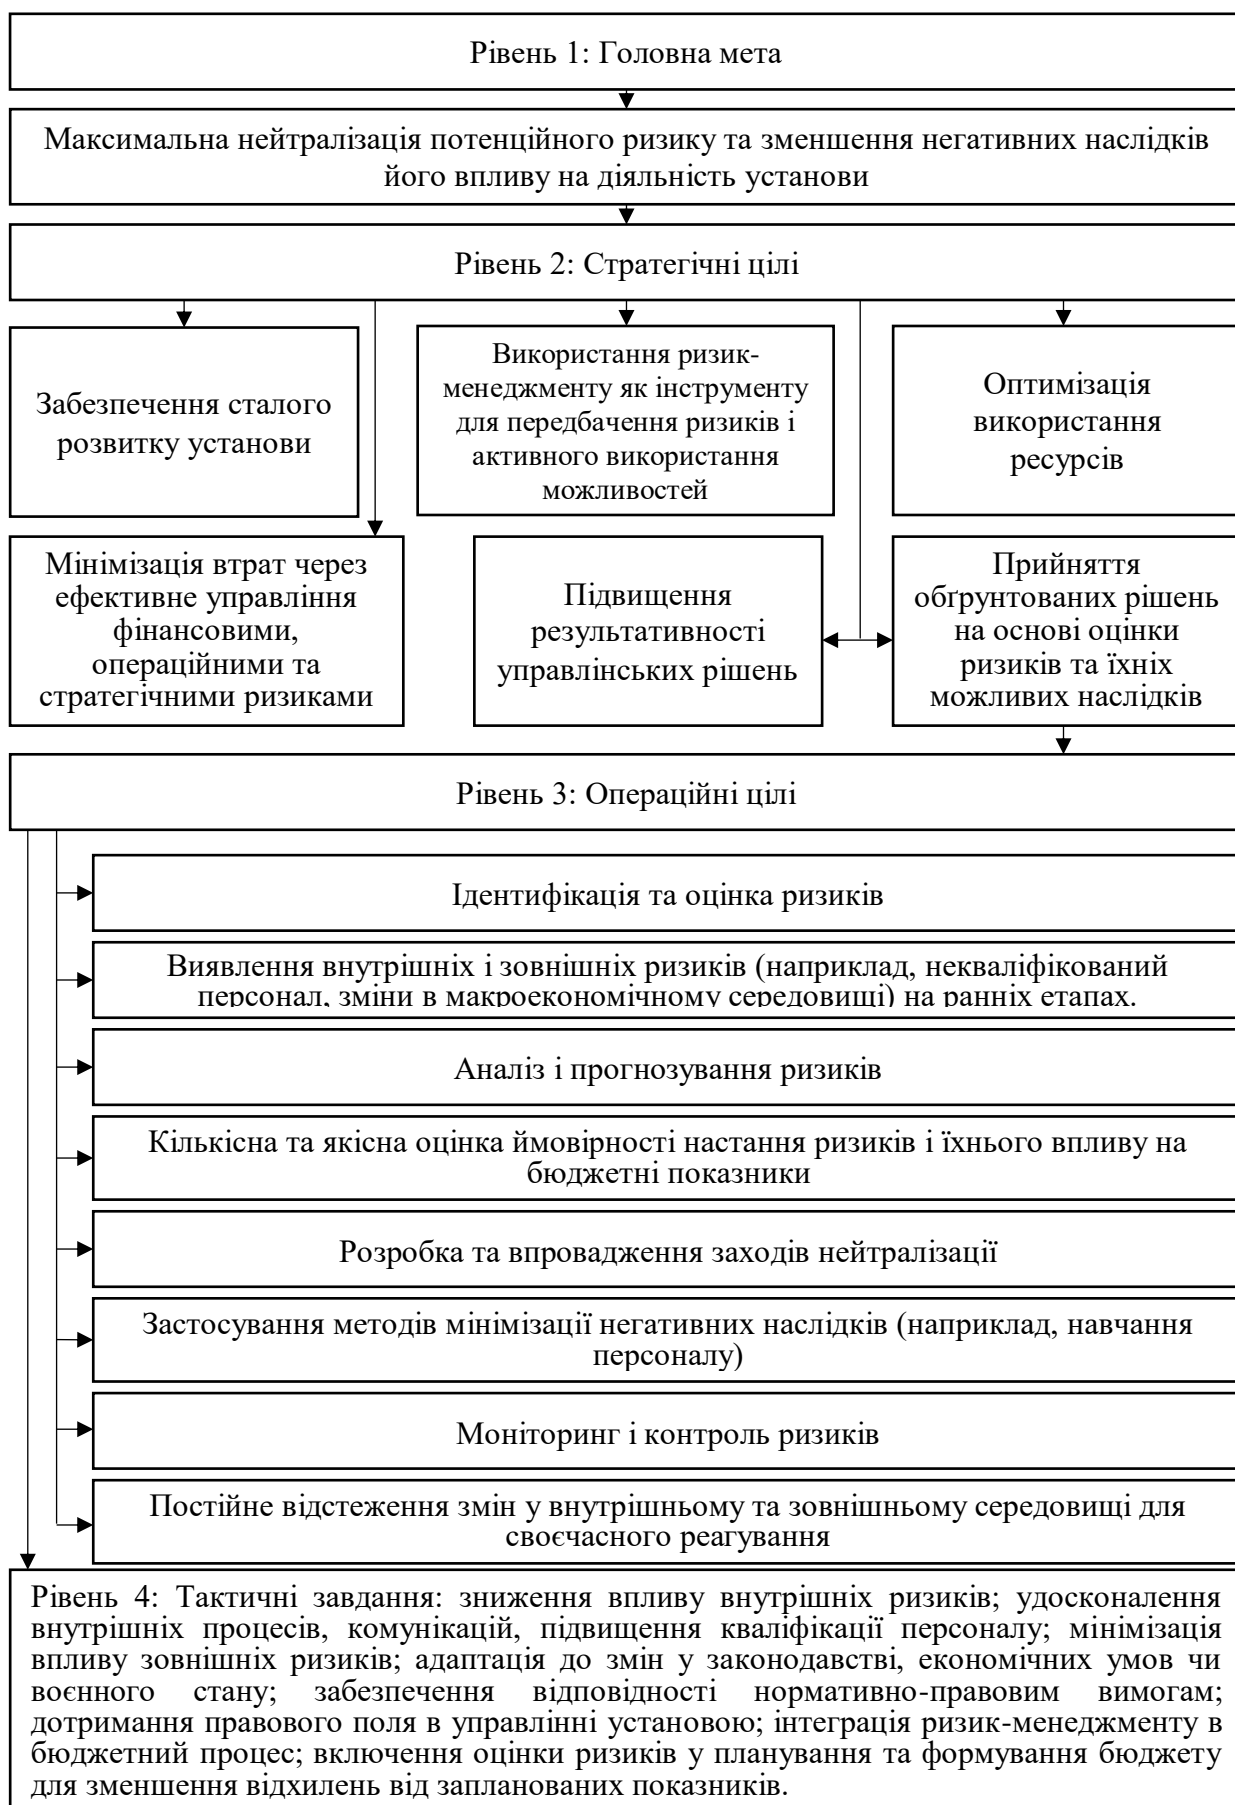 Рівень 1: Головна мета
Максимальна нейтралізація потенційного ризику та зменшення негативних наслідків
його впливу на діяльність установи
Рівень 2: Стратегічні цілі
Забезпечення сталого
розвитку установи
Використання ризик-
менеджменту як інструменту
для передбачення ризиків і
активного використання
можливостей
Оптимізація
використання
ресурсів
Мінімізація втрат через
ефективне управління
фінансовими,
операційними та
стратегічними ризиками
Підвищення
результативності
управлінських рішень
Прийняття
обґрунтованих рішень
на основі оцінки
ризиків та їхніх
можливих наслідків
Рівень 3: Операційні цілі
Ідентифікація та оцінка ризиків
Виявлення внутрішніх і зовнішніх ризиків (наприклад, некваліфікований
персонал, зміни в макроекономічному середовищі) на ранніх етапах.
Аналіз і прогнозування ризиків
Кількісна та якісна оцінка ймовірності настання ризиків і їхнього впливу на
бюджетні показники
Розробка та впровадження заходів нейтралізації
Застосування методів мінімізації негативних наслідків (наприклад, навчання
персоналу)
Моніторинг і контроль ризиків
Постійне відстеження змін у внутрішньому та зовнішньому середовищі для
своєчасного реагування
Рівень 4: Тактичні завдання: зниження впливу внутрішніх ризиків; удосконалення
внутрішніх процесів, комунікацій, підвищення кваліфікації персоналу; мінімізація
впливу зовнішніх ризиків; адаптація до змін у законодавстві, економічних умов чи
воєнного стану; забезпечення відповідності нормативно-правовим вимогам;
дотримання правового поля в управлінні установою; інтеграція ризик-менеджменту в
бюджетний процес; включення оцінки ризиків у планування та формування бюджету
для зменшення відхилень від запланованих показників.